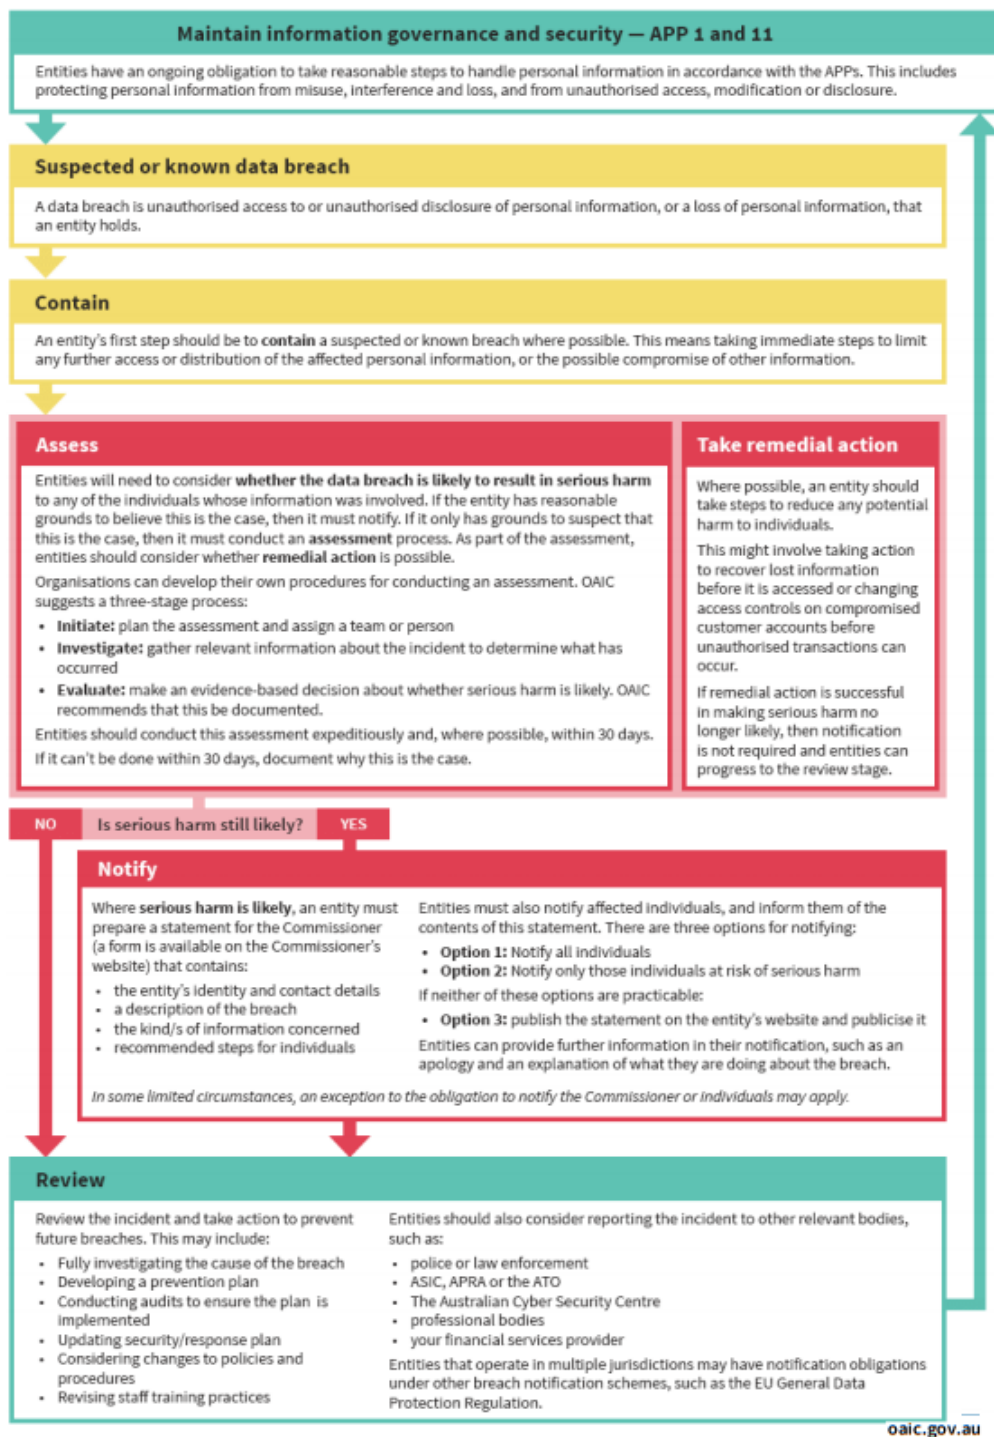 Maintain information governance and security — APP 1 and 11
Entities have an ongoing obligation to take reasonable steps to handle personal information in accordance with the APPs. This includes
protecting personal information from misuse, interference and loss, and from unauthorised access, modification or disclosure.
Suspected or known data breach
A data breach is unauthorised access to or unauthorised disclosure of personal information, or a loss of personal information, that
an entity holds.
Contain
An entity's first step should be to contain a suspected or known breach where possible. This means taking immediate steps to limit
any further access or distribution of the affected personal information, or the possible compromise of other information.
Assess
Entities will need to consider whether the data breach is likely to result in serious harm
to any of the individuals whose information was involved. If the entity has reasonable
grounds to believe this is the case, then it must notify. If it only has grounds to suspect that
this is the case, then it must conduct an assessment process. As part of the assessment,
entities should consider whether remedial action is possible.
Organisations can develop their own procedures for conducting an assessment. OAIC
suggests a three-stage process:
• Initiate: plan the assessment and assign a team or person
• Investigate: gather relevant information about the incident to determine what has
occurred
• Evaluate: make an evidence-based decision about whether serious harm is likely. OAIC
recommends that this be documented.
Entities should conduct this assessment expeditiously and, where possible, within 30 days.
If it can't be done within 30 days, document why this is the case.
Take remedial action
Where possible, an entity should
take steps to reduce any potential
harm to individuals.
This might involve taking action
to recover lost information
before it is accessed or changing
access controls on compromised
customer accounts before
unauthorised transactions can
occur.
If remedial action is successful
in making serious harm no
longer likely, then notification
is not required and entities can
progress to the review stage.
NO Is serious harm still likely? YES
Notify
Where serious harm is likely, an entity must
prepare a statement for the Commissioner
(a form is available on the Commissioner's
website) that contains:
• the entity's identity and contact details
• a description of the breach
• the kind/s of information concerned
• recommended steps for individuals
Entities must also notify affected individuals, and inform them of the
contents of this statement. There are three options for notifying:
• Option 1: Notify all individuals
• Option 2: Notify only those individuals at risk of serious harm
If neither of these options are practicable:
• Option 3: publish the statement on the entity's website and publicise it
Entities can provide further information in their notification, such as an
apology and an explanation of what they are doing about the breach.
In some limited circumstances, an exception to the obligation to notify the Commissioner or individuals may apply.
Review
Review the incident and take action to prevent
future breaches. This may include:
• Fully investigating the cause of the breach
• Developing a prevention plan
• Conducting audits to ensure the plan is
implemented
• Updating security/response plan
• Considering changes to policies and
procedures
• Revising staff training practices
Entities should also consider reporting the incident to other relevant bodies,
such as:
• police or law enforcement
• ASIC, APRA or the ATO
• The Australian Cyber Security Centre
• professional bodies
• your financial services provider
Entities that operate in multiple jurisdictions may have notification obligations
under other breach notification schemes, such as the EU General Data
Protection Regulation.
oaic.gov.au